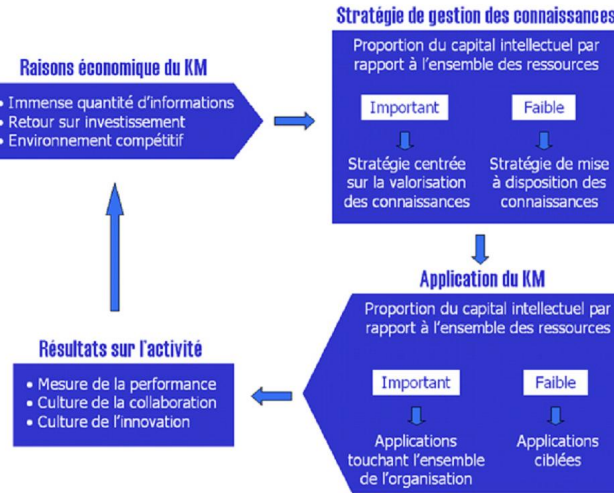 Raisons économique du KM
• Immense quantité d'informations
• Retour sur investissement
• Environnement compétitif
Stratégie de gestion des connaissances
Proportion du capital intellectuel par
rapport à l'ensemble des ressources
Important
Faible
Stratégie centrée
sur la valorisation
des connaissances
Stratégie de mise
à disposition des
connaissances
Application du KM
Proportion du capital intellectuel par
rapport à l'ensemble des ressources
Important
Faible
Applications
touchant l'ensemble
de l'organisation
Applications
ciblées
Résultats sur l'activité
• Mesure de la performance
• Culture de la collaboration
• Culture de l'innovation